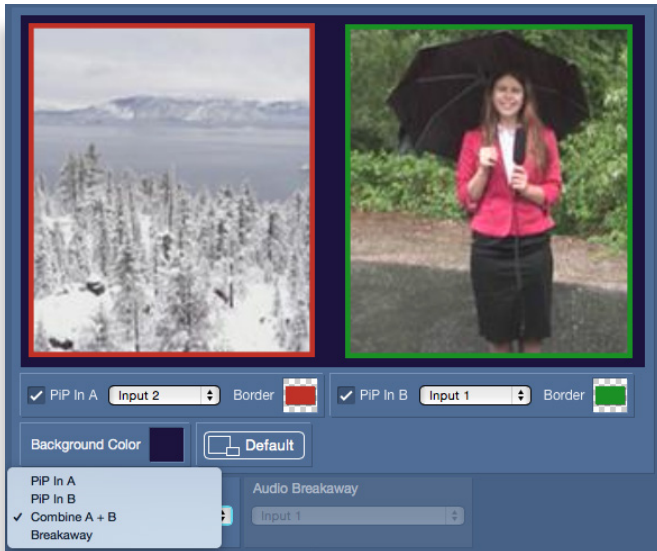 PiP In A Input 2 Border PiP In B Input 1 Border
Background Color Default
PiP In A
PiP In B
✓ Combine A + B
Breakaway
Audio Breakaway
Input 1